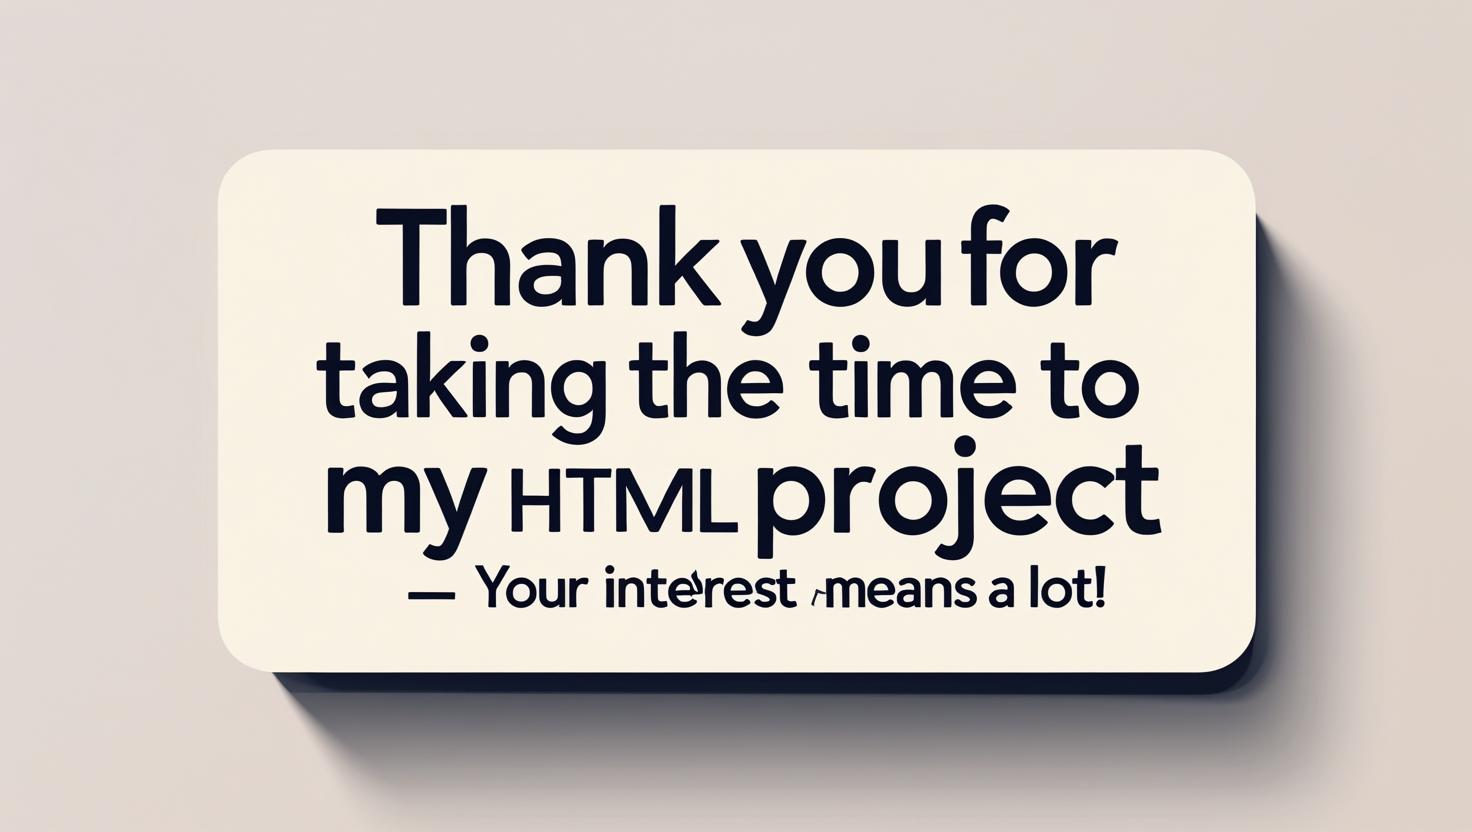 Thank you for
taking the time to
my HTML project
— Your interest means a lot!